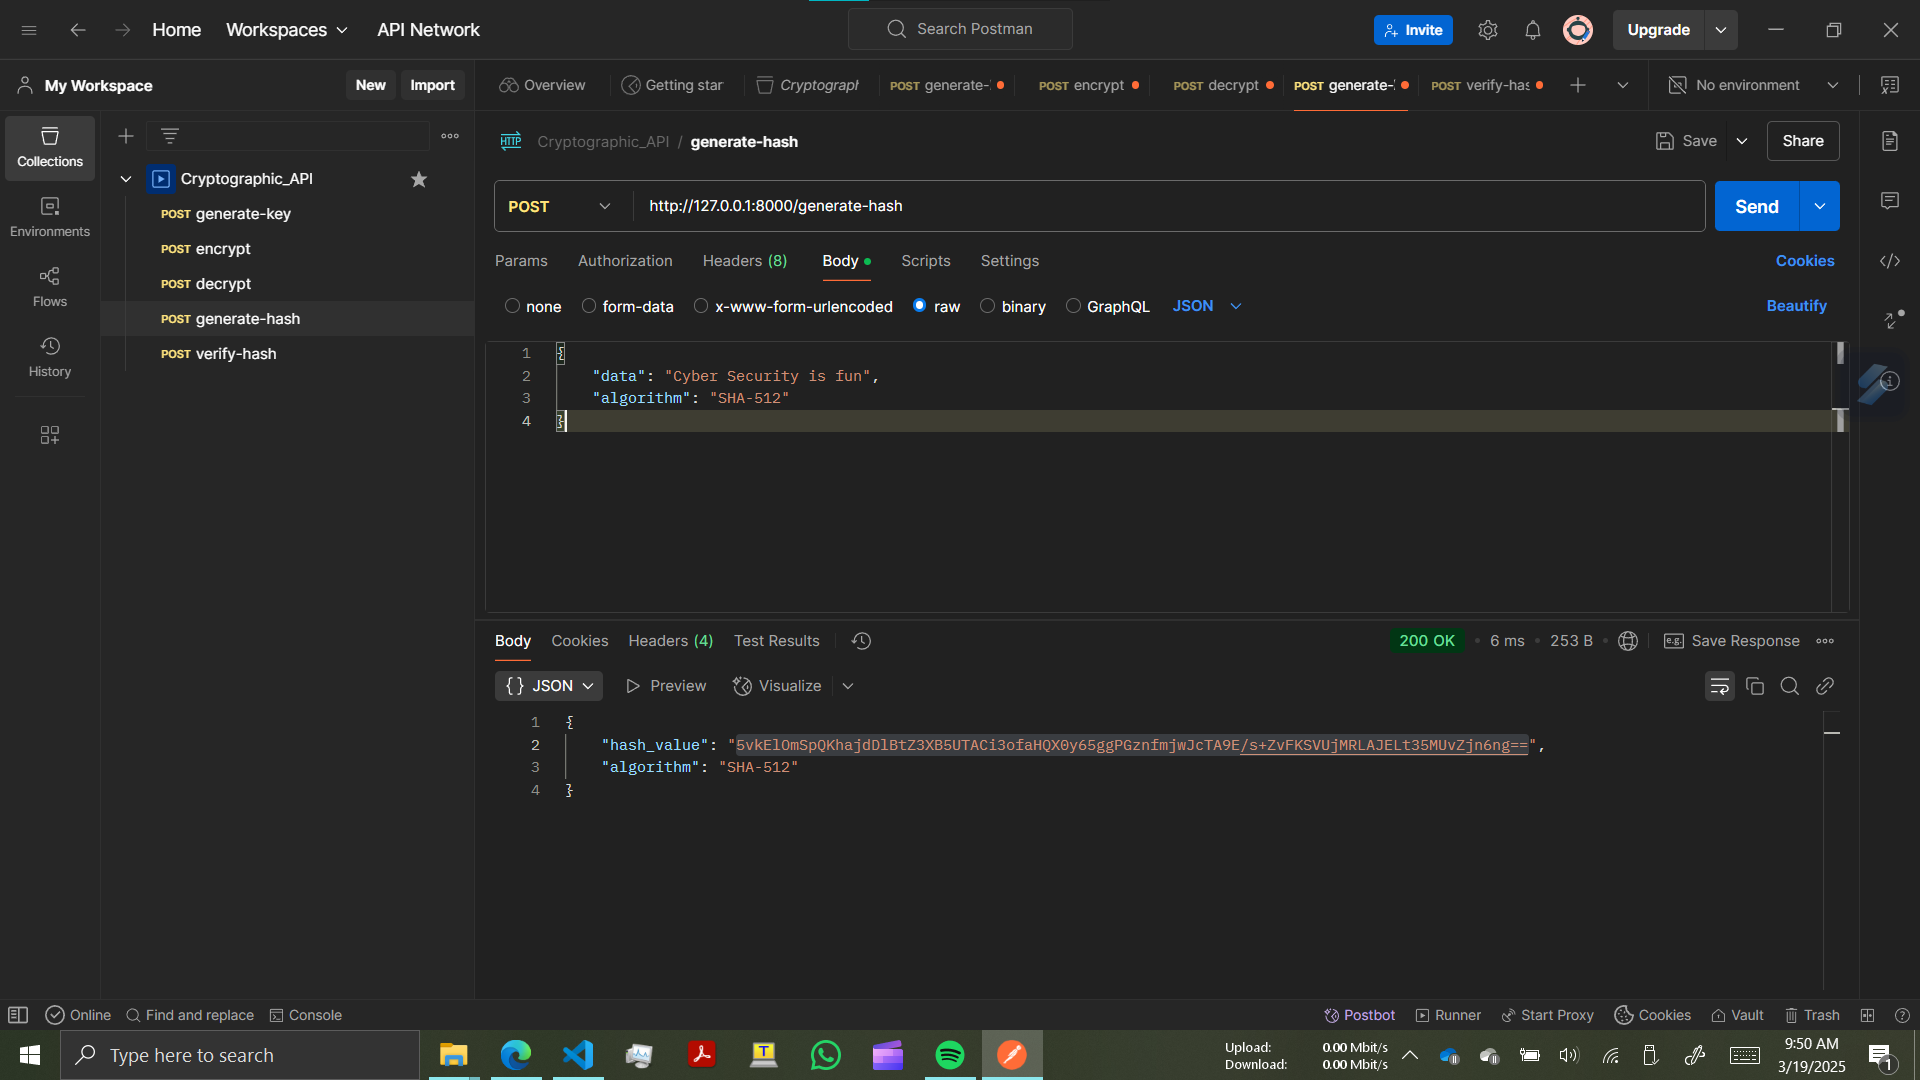 Home
Workspaces
API Network
Search Postman
Invite
Upgrade
My Workspace
New
Import
Overview
Getting star
Cryptograph
POST generate-
POST encrypt
POST decrypt
POST generate-
POST verify-has
No environment
Collections
Environments
Flows
History
Cryptographic_API
POST generate-key
POST encrypt
POST decrypt
POST generate-hash
POST verify-hash
HTTP
Cryptographic_API / generate-hash
Save
Share
POST
http://127.0.0.1:8000/generate-hash
Send
Params
Authorization
Headers (8)
Body
Scripts
Settings
Cookies
none
form-data
x-www-form-urlencoded
raw
binary
GraphQL
JSON
Beautify
1 {
2 "data": "Cyber Security is fun",
3 "algorithm": "SHA-512"
4 }
Body
Cookies
Headers (4)
Test Results
200 OK
6 ms
253 B
e.g.
Save Response
{} JSON
Preview
Visualize
1 {
2 "hash_value": "5vkElOmSpQKhajdDlBtZ3XB5UTACi3ofaHQX0y65ggPGznfmjwJcTA9E/s+ZvFKSVUjMRLAJELt35MUvZjn6ng==",
3 "algorithm": "SHA-512"
4 }
Online
Find and replace
Console
Postbot
Runner
Start Proxy
Cookies
Vault
Trash
Type here to search
T
Upload: 0.00 Mbit/s
Download: 0.00 Mbit/s
9:50 AM
3/19/2025
1